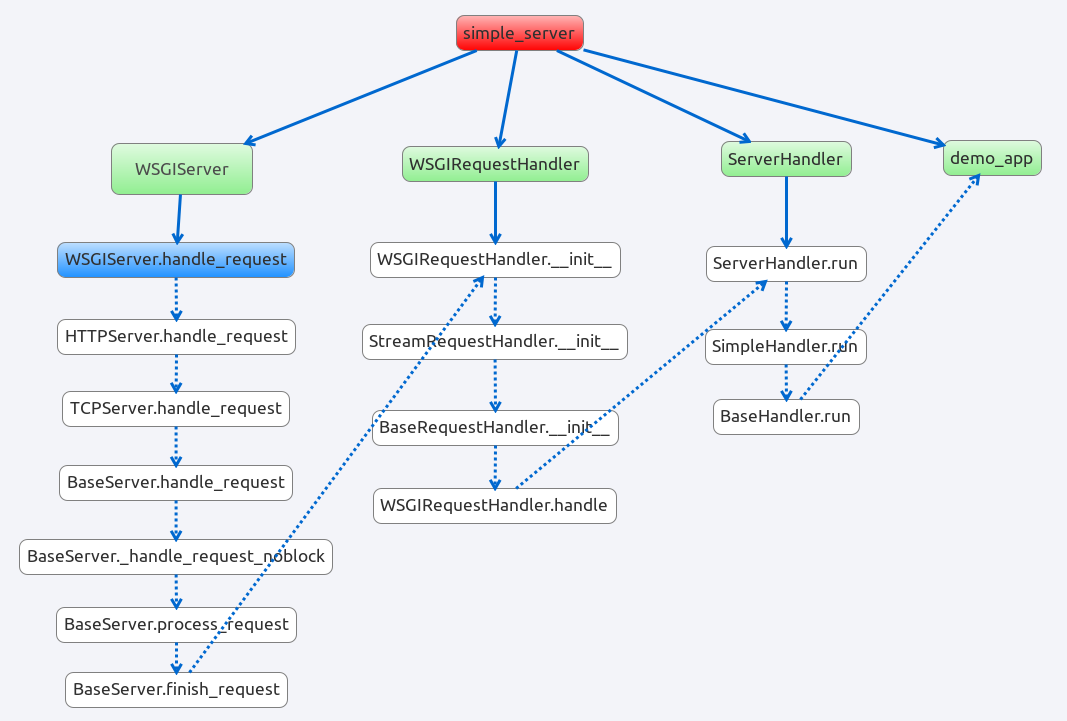 simple_server
WSGIServer
WSGIRequestHandler
ServerHandler
demo_app
WSGIServer.handle_request
WSGIRequestHandler.__init__
ServerHandler.run
HTTPServer.handle_request
StreamRequestHandler.__init__
SimpleHandler.run
TCPServer.handle_request
BaseRequestHandler.__init__
BaseHandler.run
BaseServer.handle_request
WSGIRequestHandler.handle
BaseServer._handle_request_noblock
BaseServer.process_request
BaseServer.finish_request